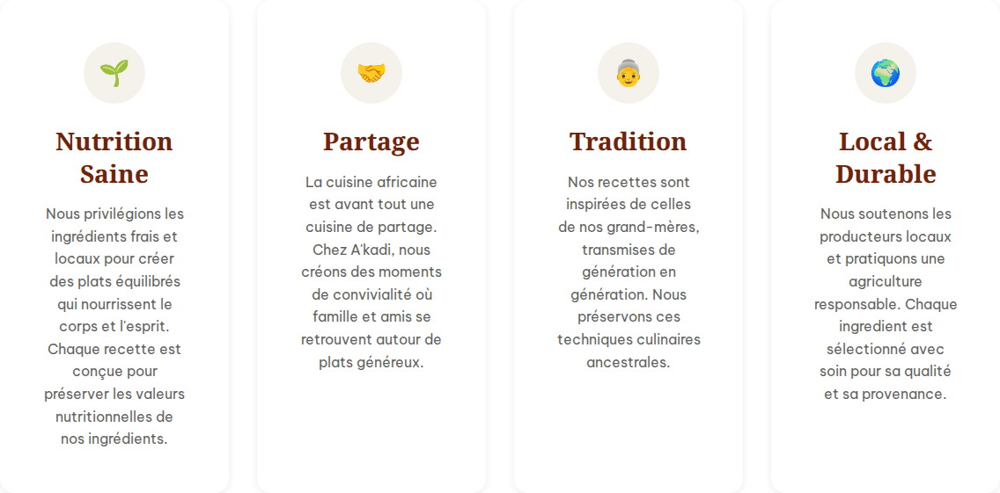 Nutrition
Saine
Nous privilégions les
ingrédients frais et
locaux pour créer
des plats équilibrés
qui nourrissent le
corps et l'esprit.
Chaque recette est
conçue pour
préserver les valeurs
nutritionnelles de
nos ingrédients.
Partage
La cuisine africaine
est avant tout une
cuisine de partage.
Chez A'kadi, nous
créons des moments
de convivialité où
famille et amis se
retrouvent autour de
plats généreux.
Tradition
Nos recettes sont
inspirées de celles
de nos grand-mères,
transmises de
génération en
génération. Nous
préservons ces
techniques culinaires
ancestrales.
Local &
Durable
Nous soutenons les
producteurs locaux
et pratiquons une
agriculture
responsable. Chaque
ingredient est
sélectionné avec
soin pour sa qualité
et sa provenance.